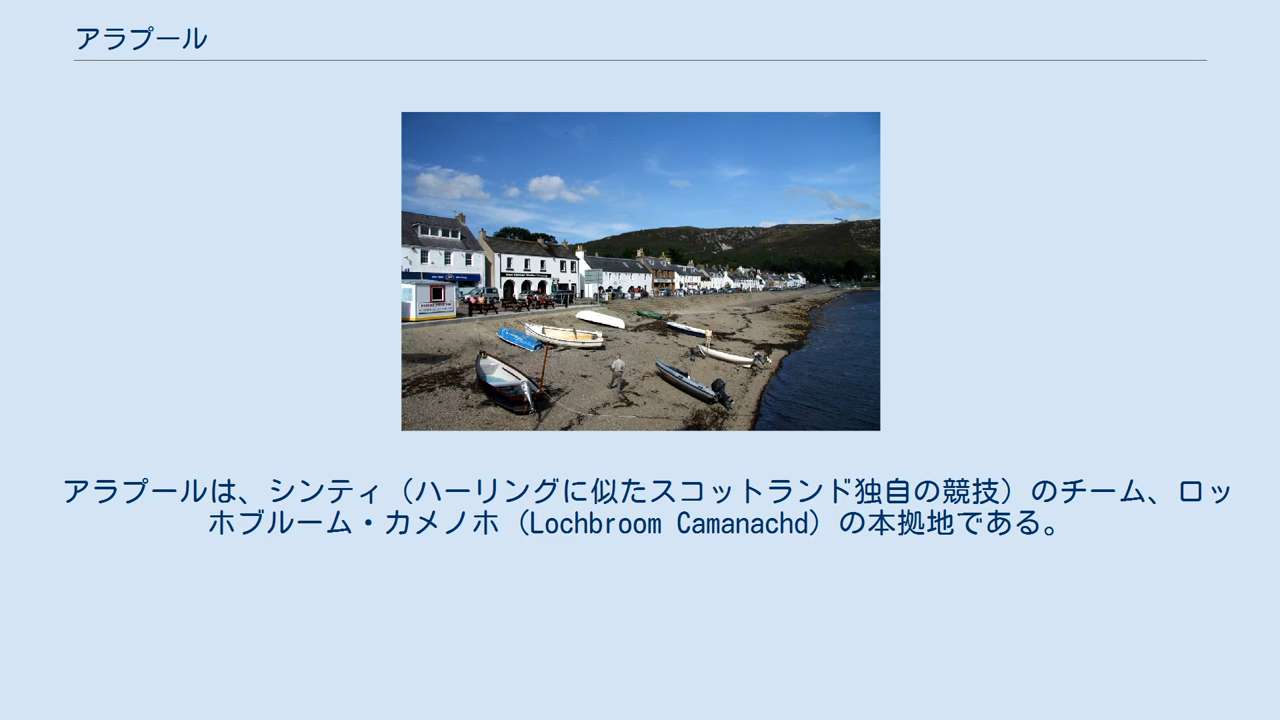 アラプール
アラプールは、シンティ（ハーリングに似たスコットランド独自の競技）のチーム、ロッ
ホブルーム・カメノホ（Lochbroom Camanachd）の本拠地である。